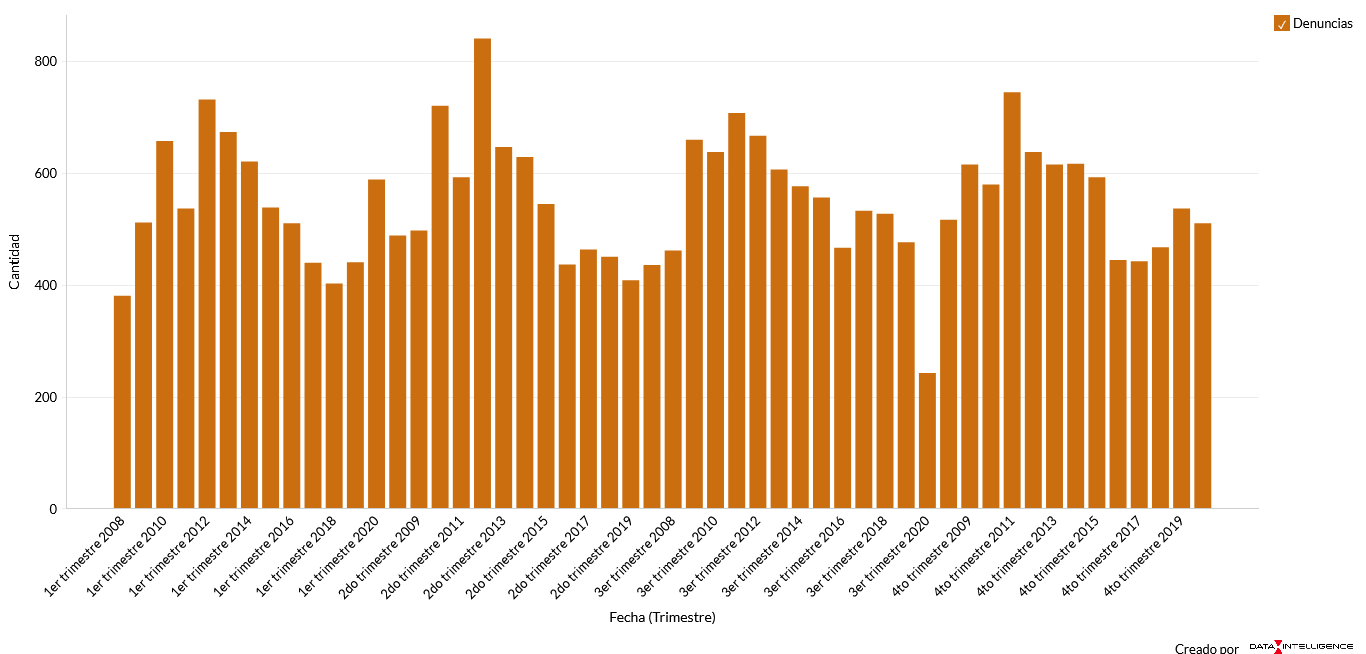 Denuncias
800
600
400
200
0
Cantidad
1er trimestre 2008
1er trimestre 2010
1er trimestre 2012
1er trimestre 2014
1er trimestre 2016
1er trimestre 2018
1er trimestre 2020
2do trimestre 2009
2do trimestre 2011
2do trimestre 2013
2do trimestre 2015
2do trimestre 2017
2do trimestre 2019
3er trimestre 2008
3er trimestre 2010
3er trimestre 2012
3er trimestre 2014
3er trimestre 2016
3er trimestre 2018
3er trimestre 2020
4to trimestre 2009
4to trimestre 2011
4to trimestre 2013
4to trimestre 2015
4to trimestre 2017
4to trimestre 2019
Fecha (Trimestre)
Creado por DATA INTELLIGENCE